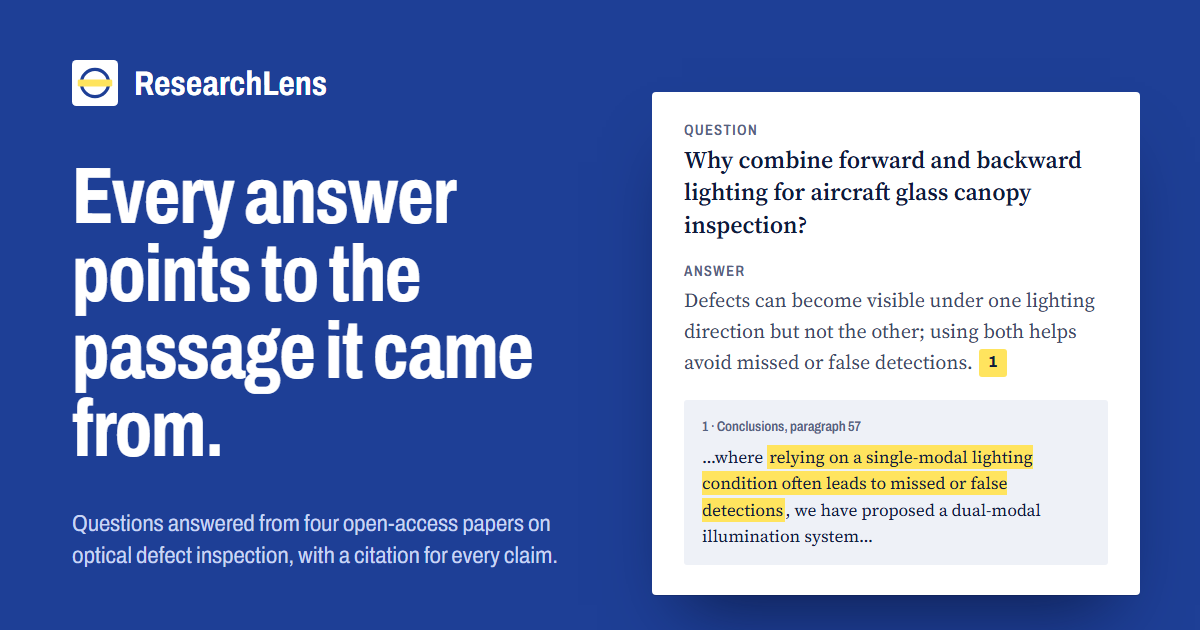 ResearchLens
Every answer
points to the
passage it came
from.
Questions answered from four open-access papers on
optical defect inspection, with a citation for every claim.
QUESTION
Why combine forward and backward
lighting for aircraft glass canopy
inspection?
ANSWER
Defects can become visible under one lighting
direction but not the other; using both helps
avoid missed or false detections. 1
1 · Conclusions, paragraph 57
...where relying on a single-modal lighting
condition often leads to missed or false
detections, we have proposed a dual-modal
illumination system...